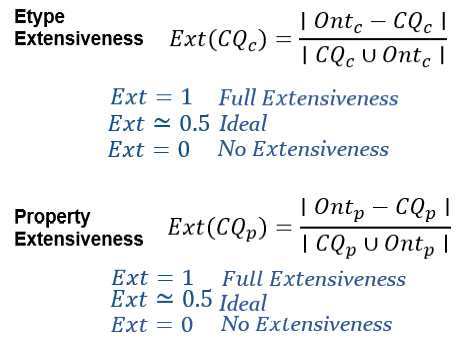 Etype
Extensiveness
Ext(CQ_c) = | Ont_c − CQ_c | / | CQ_c ∪ Ont_c |
Ext = 1 Full Extensiveness
Ext ≃ 0.5 Ideal
Ext = 0 No Extensiveness
Property
Extensiveness
Ext(CQ_p) = | Ont_p − CQ_p | / | CQ_p ∪ Ont_p |
Ext = 1 Full Extensiveness
Ext ≃ 0.5 Ideal
Ext = 0 No Extensiveness